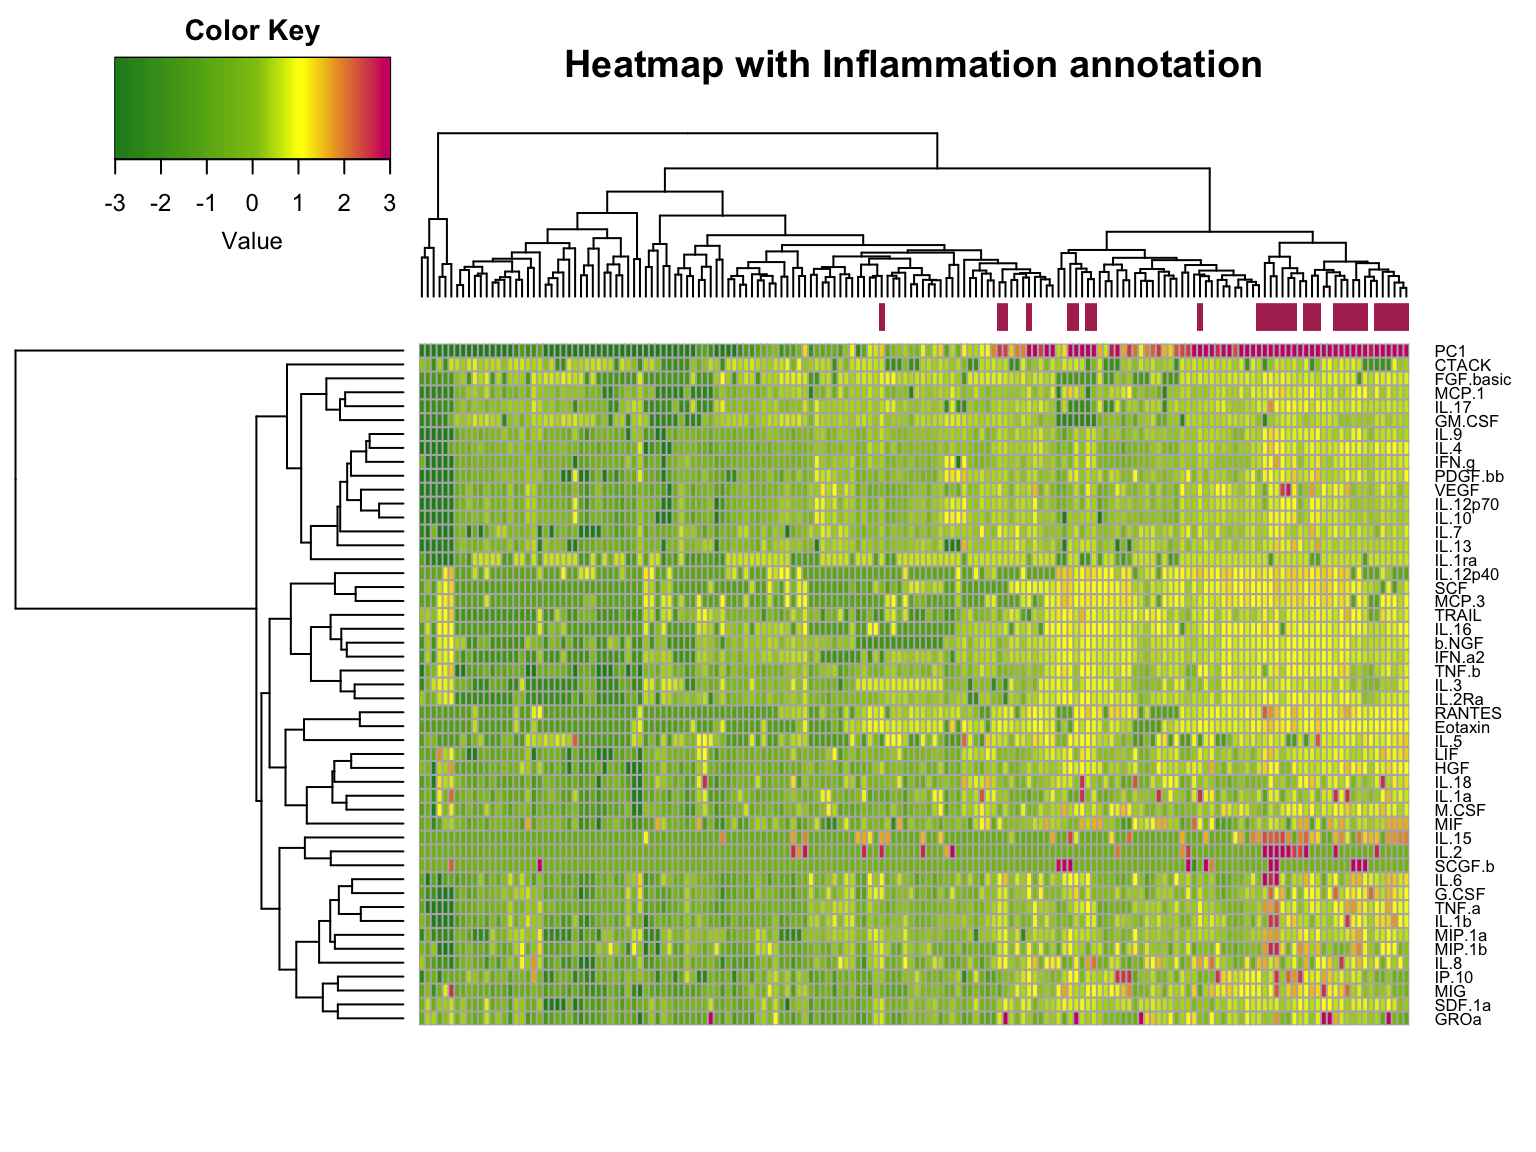 Color Key
Heatmap with Inflammation annotation
-3 -2 -1 0 1 2 3
Value
PC1
CTACK
FGF.basic
MCP.1
IL.17
GM.CSF
IL.9
IL.4
IFN.g
PDGF.bb
VEGF
IL.12p70
IL.10
IL.7
IL.13
IL.1ra
IL.12p40
SCF
MCP.3
TRAIL
IL.16
b.NGF
IFN.a2
TNF.b
IL.3
IL.2Ra
RANTES
Eotaxin
IL.5
LIF
HGF
IL.18
IL.1a
M.CSF
MIF
IL.15
IL.2
SCGF.b
IL.6
G.CSF
TNF.a
IL.1b
MIP.1a
MIP.1b
IL.8
IP.10
MIG
SDF.1a
GROa